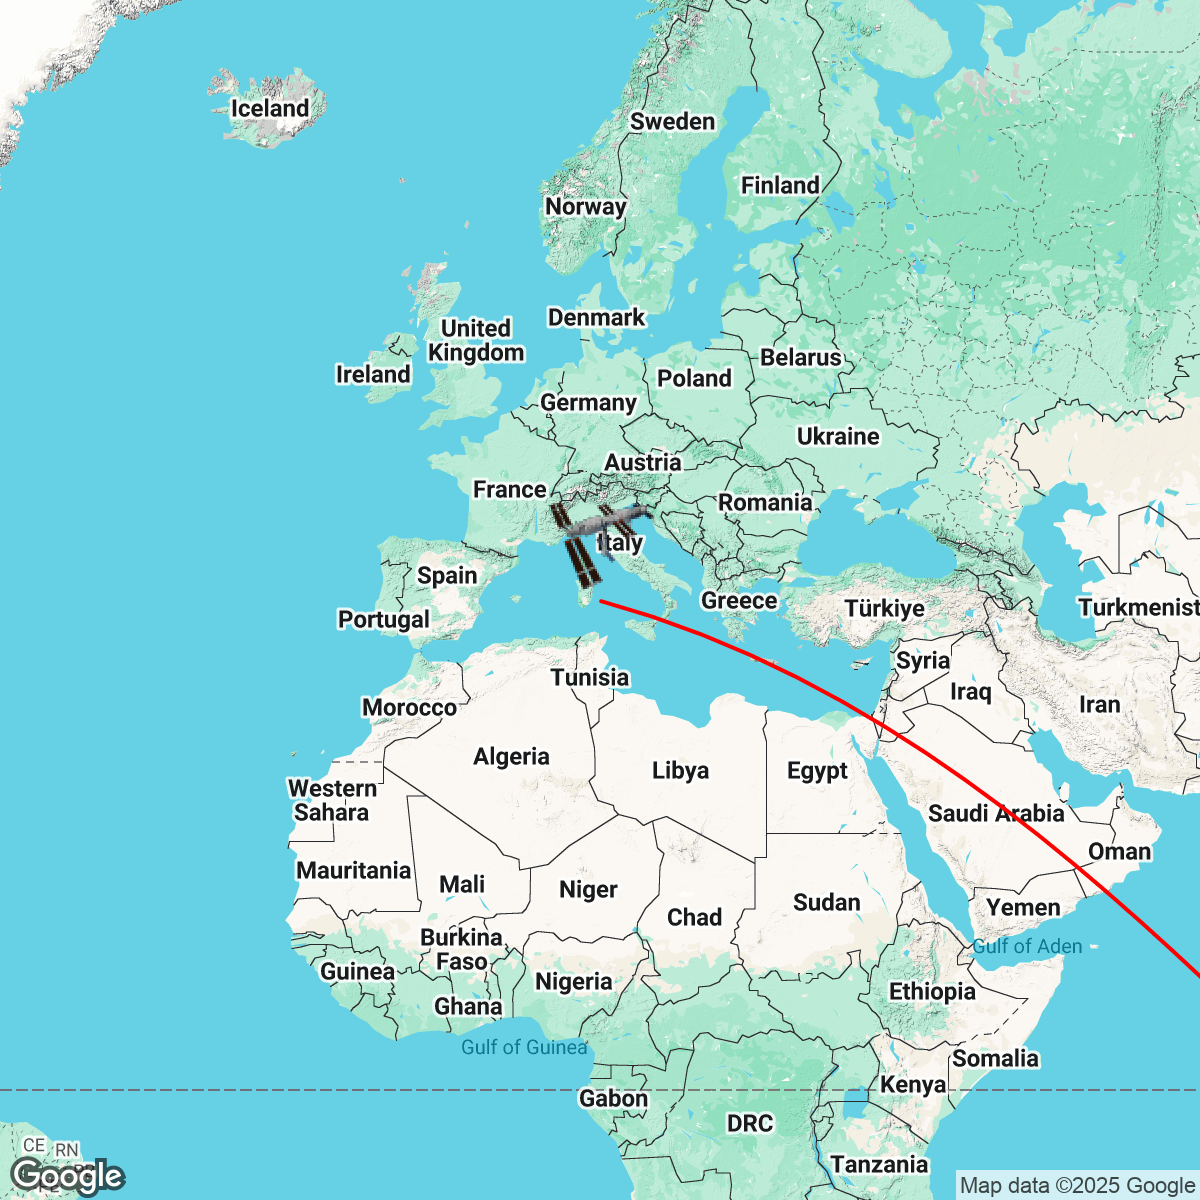 Iceland
Sweden
Finland
Norway
Denmark
United
Kingdom
Ireland
Belarus
Poland
Germany
Ukraine
Austria
France
Romania
Italy
Spain
Greece
Türkiye
Turkmenist
Portugal
Syria
Tunisia
Iraq
Iran
Morocco
Algeria
Libya
Egypt
Western
Sahara
Saudi Arabia
Oman
Mauritania
Mali
Niger
Sudan
Yemen
Chad
Burkina
Faso
Gulf of Aden
Guinea
Nigeria
Ethiopia
Ghana
Gulf of Guinea
Somalia
Kenya
Gabon
DRC
CE
RN
Tanzania
Google
Map data ©2025 Google